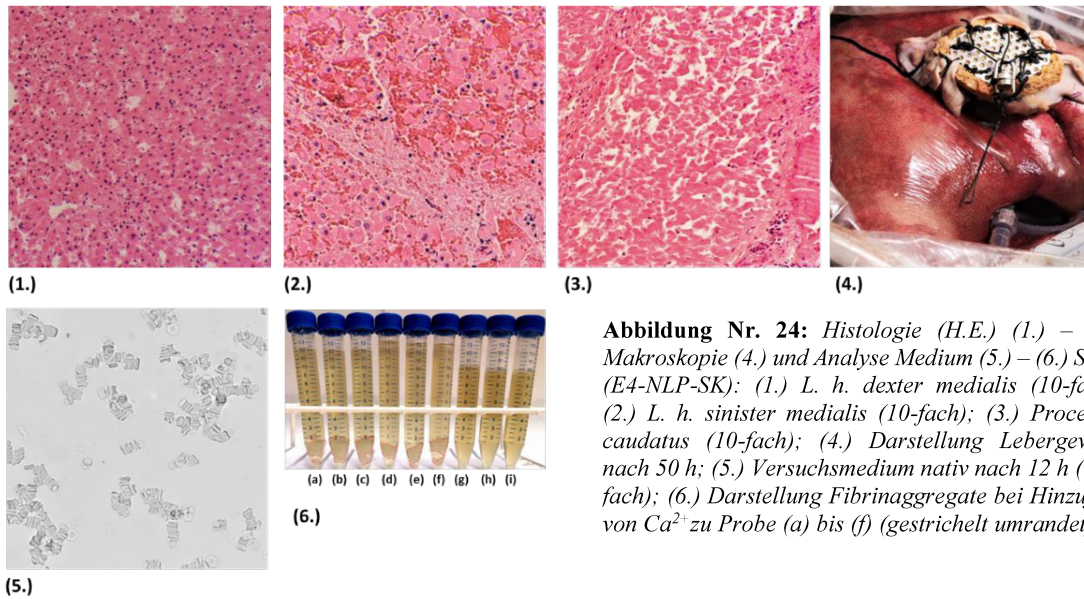 (1.)
(2.)
(3.)
(4.)
(5.)
(a) (b) (c) (d) (e) (f) (g) (h) (i)
(6.)
Abbildung Nr. 24: Histologie (H.E.) (1.) –
Makroskopie (4.) und Analyse Medium (5.) – (6.) S
(E4-NLP-SK): (1.) L. h. dexter medialis (10-fac
(2.) L. h. sinister medialis (10-fach); (3.) Proce
caudatus (10-fach); (4.) Darstellung Lebergev
nach 50 h; (5.) Versuchsmedium nativ nach 12 h (
fach); (6.) Darstellung Fibrinaggregate bei Hinzu
von Ca²⁺ zu Probe (a) bis (f) (gestrichelt umrande